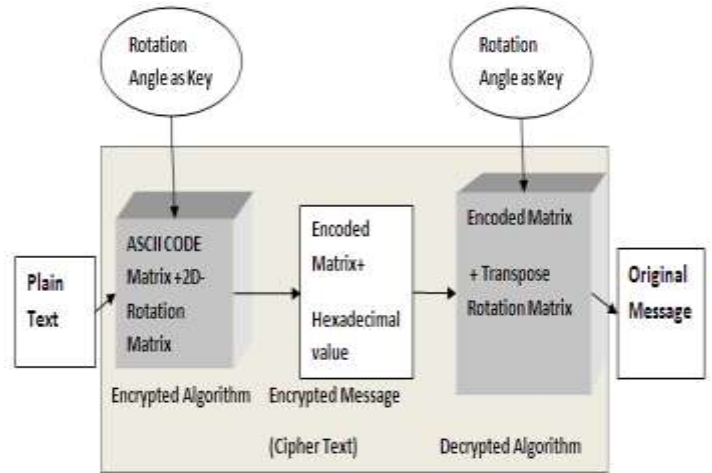 Rotation
Angle as Key
Rotation
Angle as Key
Plain
Text
ASCII CODE
Matrix +2D-
Rotation
Matrix
Encoded
Matrix+
Hexadecimal
value
Encoded Matrix
+ Transpose
Rotation Matrix
Original
Message
Encrypted Algorithm
Encrypted Message
(Cipher Text)
Decrypted Algorithm